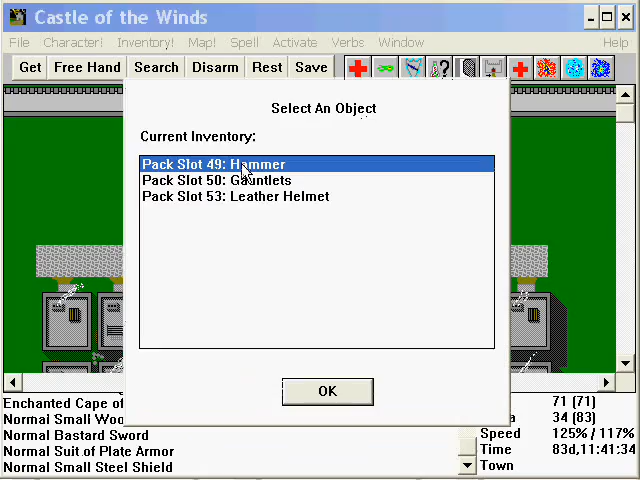 Castle of the Winds
File Character! Inventory! Map! Spell Activate Verbs Window Help
Get Free Hand Search Disarm Rest Save
Select An Object
Current Inventory:
Pack Slot 49: Hammer
Pack Slot 50: Gauntlets
Pack Slot 53: Leather Helmet
OK
Enchanted Cape of
Normal Small Woo
Normal Bastard Sword
Normal Suit of Plate Armor
Normal Small Steel Shield
71 (71)
a 34 (83)
Speed 125% / 117%
Time 83d,11:41:34
Town